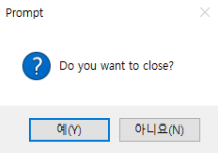 Prompt
Do you want to close?
예(Y)
아니요(N)